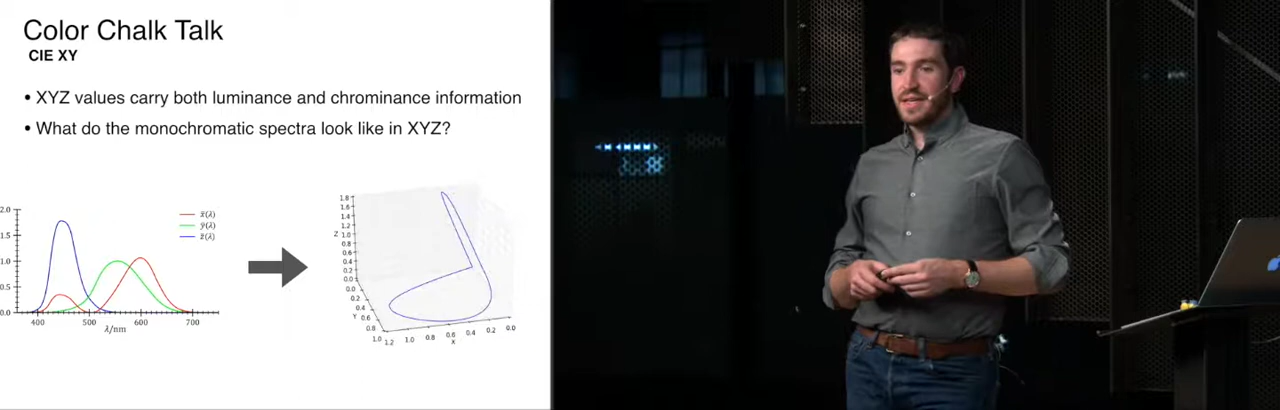 Color Chalk Talk
CIE XY
• XYZ values carry both luminance and chrominance information
• What do the monochromatic spectra look like in XYZ?
2.0
1.5
1.0
0.5
0.0
400 500 600 700
λ/nm
x̄(λ)
ȳ(λ)
z̄(λ)
1.8
1.6
1.4
1.2
1.0
Z 0.8
0.6
0.4
0.2
0.0
0.0
0.2
0.4
Y 0.6
0.8
1.0
1.2 1.0 0.8 0.6 0.4 0.2 0.0
X